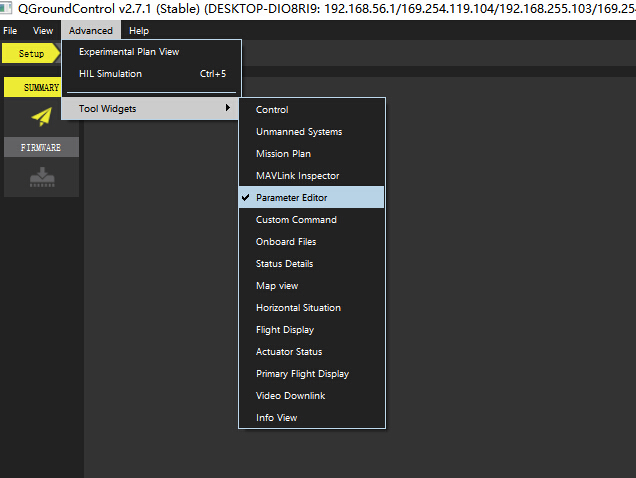 QGroundControl v2.7.1 (Stable) (DESKTOP-DIO8RI9: 192.168.56.1/169.254.119.104/192.168.255.103/169.254
File View Advanced Help
Setup
Experimental Plan View
HIL Simulation Ctrl+5
Tool Widgets
SUMMARY
FIRMWARE
Control
Unmanned Systems
Mission Plan
MAVLink Inspector
Parameter Editor
Custom Command
Onboard Files
Status Details
Map view
Horizontal Situation
Flight Display
Actuator Status
Primary Flight Display
Video Downlink
Info View